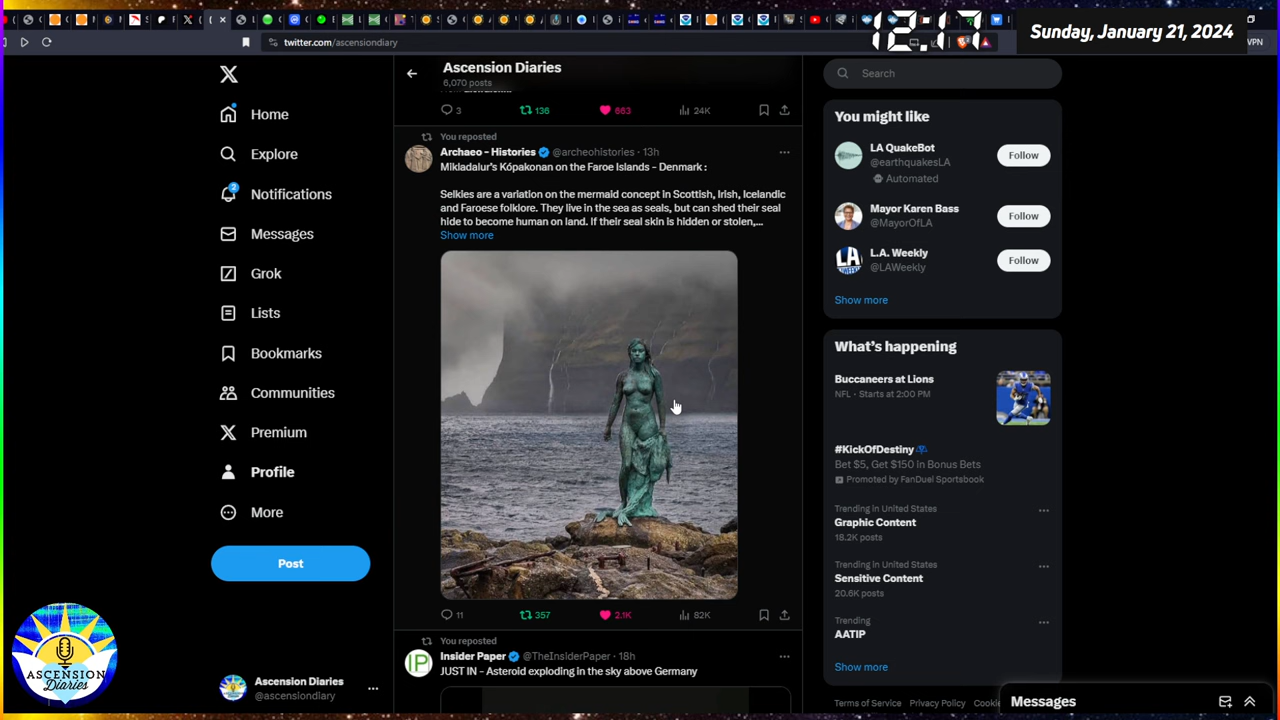 12:17
Sunday, January 21, 2024
twitter.com/ascensiondiary
VPN
Home
Explore
2
Notifications
Messages
Grok
Lists
Bookmarks
Communities
Premium
Profile
More
Post
Ascension Diaries
@ascensiondiary
ASCENSION
Diaries
Ascension Diaries
6,070 posts
3
136
663
24K
You reposted
Archaeo - Histories @archeohistories · 13h
Mikladalur's Kópakonan on the Faroe Islands - Denmark :
Selkies are a variation on the mermaid concept in Scottish, Irish, Icelandic
and Faroese folklore. They live in the sea as seals, but can shed their seal
hide to become human on land. If their seal skin is hidden or stolen,...
Show more
11
357
2.1K
82K
You reposted
Insider Paper @TheInsiderPaper · 18h
JUST IN - Asteroid exploding in the sky above Germany
Search
You might like
LA QuakeBot
@earthquakesLA
Automated
Follow
Mayor Karen Bass
@MayorOfLA
Follow
L.A. Weekly
@LAWeekly
Follow
Show more
What's happening
Buccaneers at Lions
NFL · Starts at 2:00 PM
#KickOfDestiny
Bet $5, Get $150 in Bonus Bets
Promoted by FanDuel Sportsbook
Trending in United States
Graphic Content
18.2K posts
Trending in United States
Sensitive Content
20.6K posts
Trending
AATIP
Show more
Terms of Service Privacy Policy Cookie
Messages